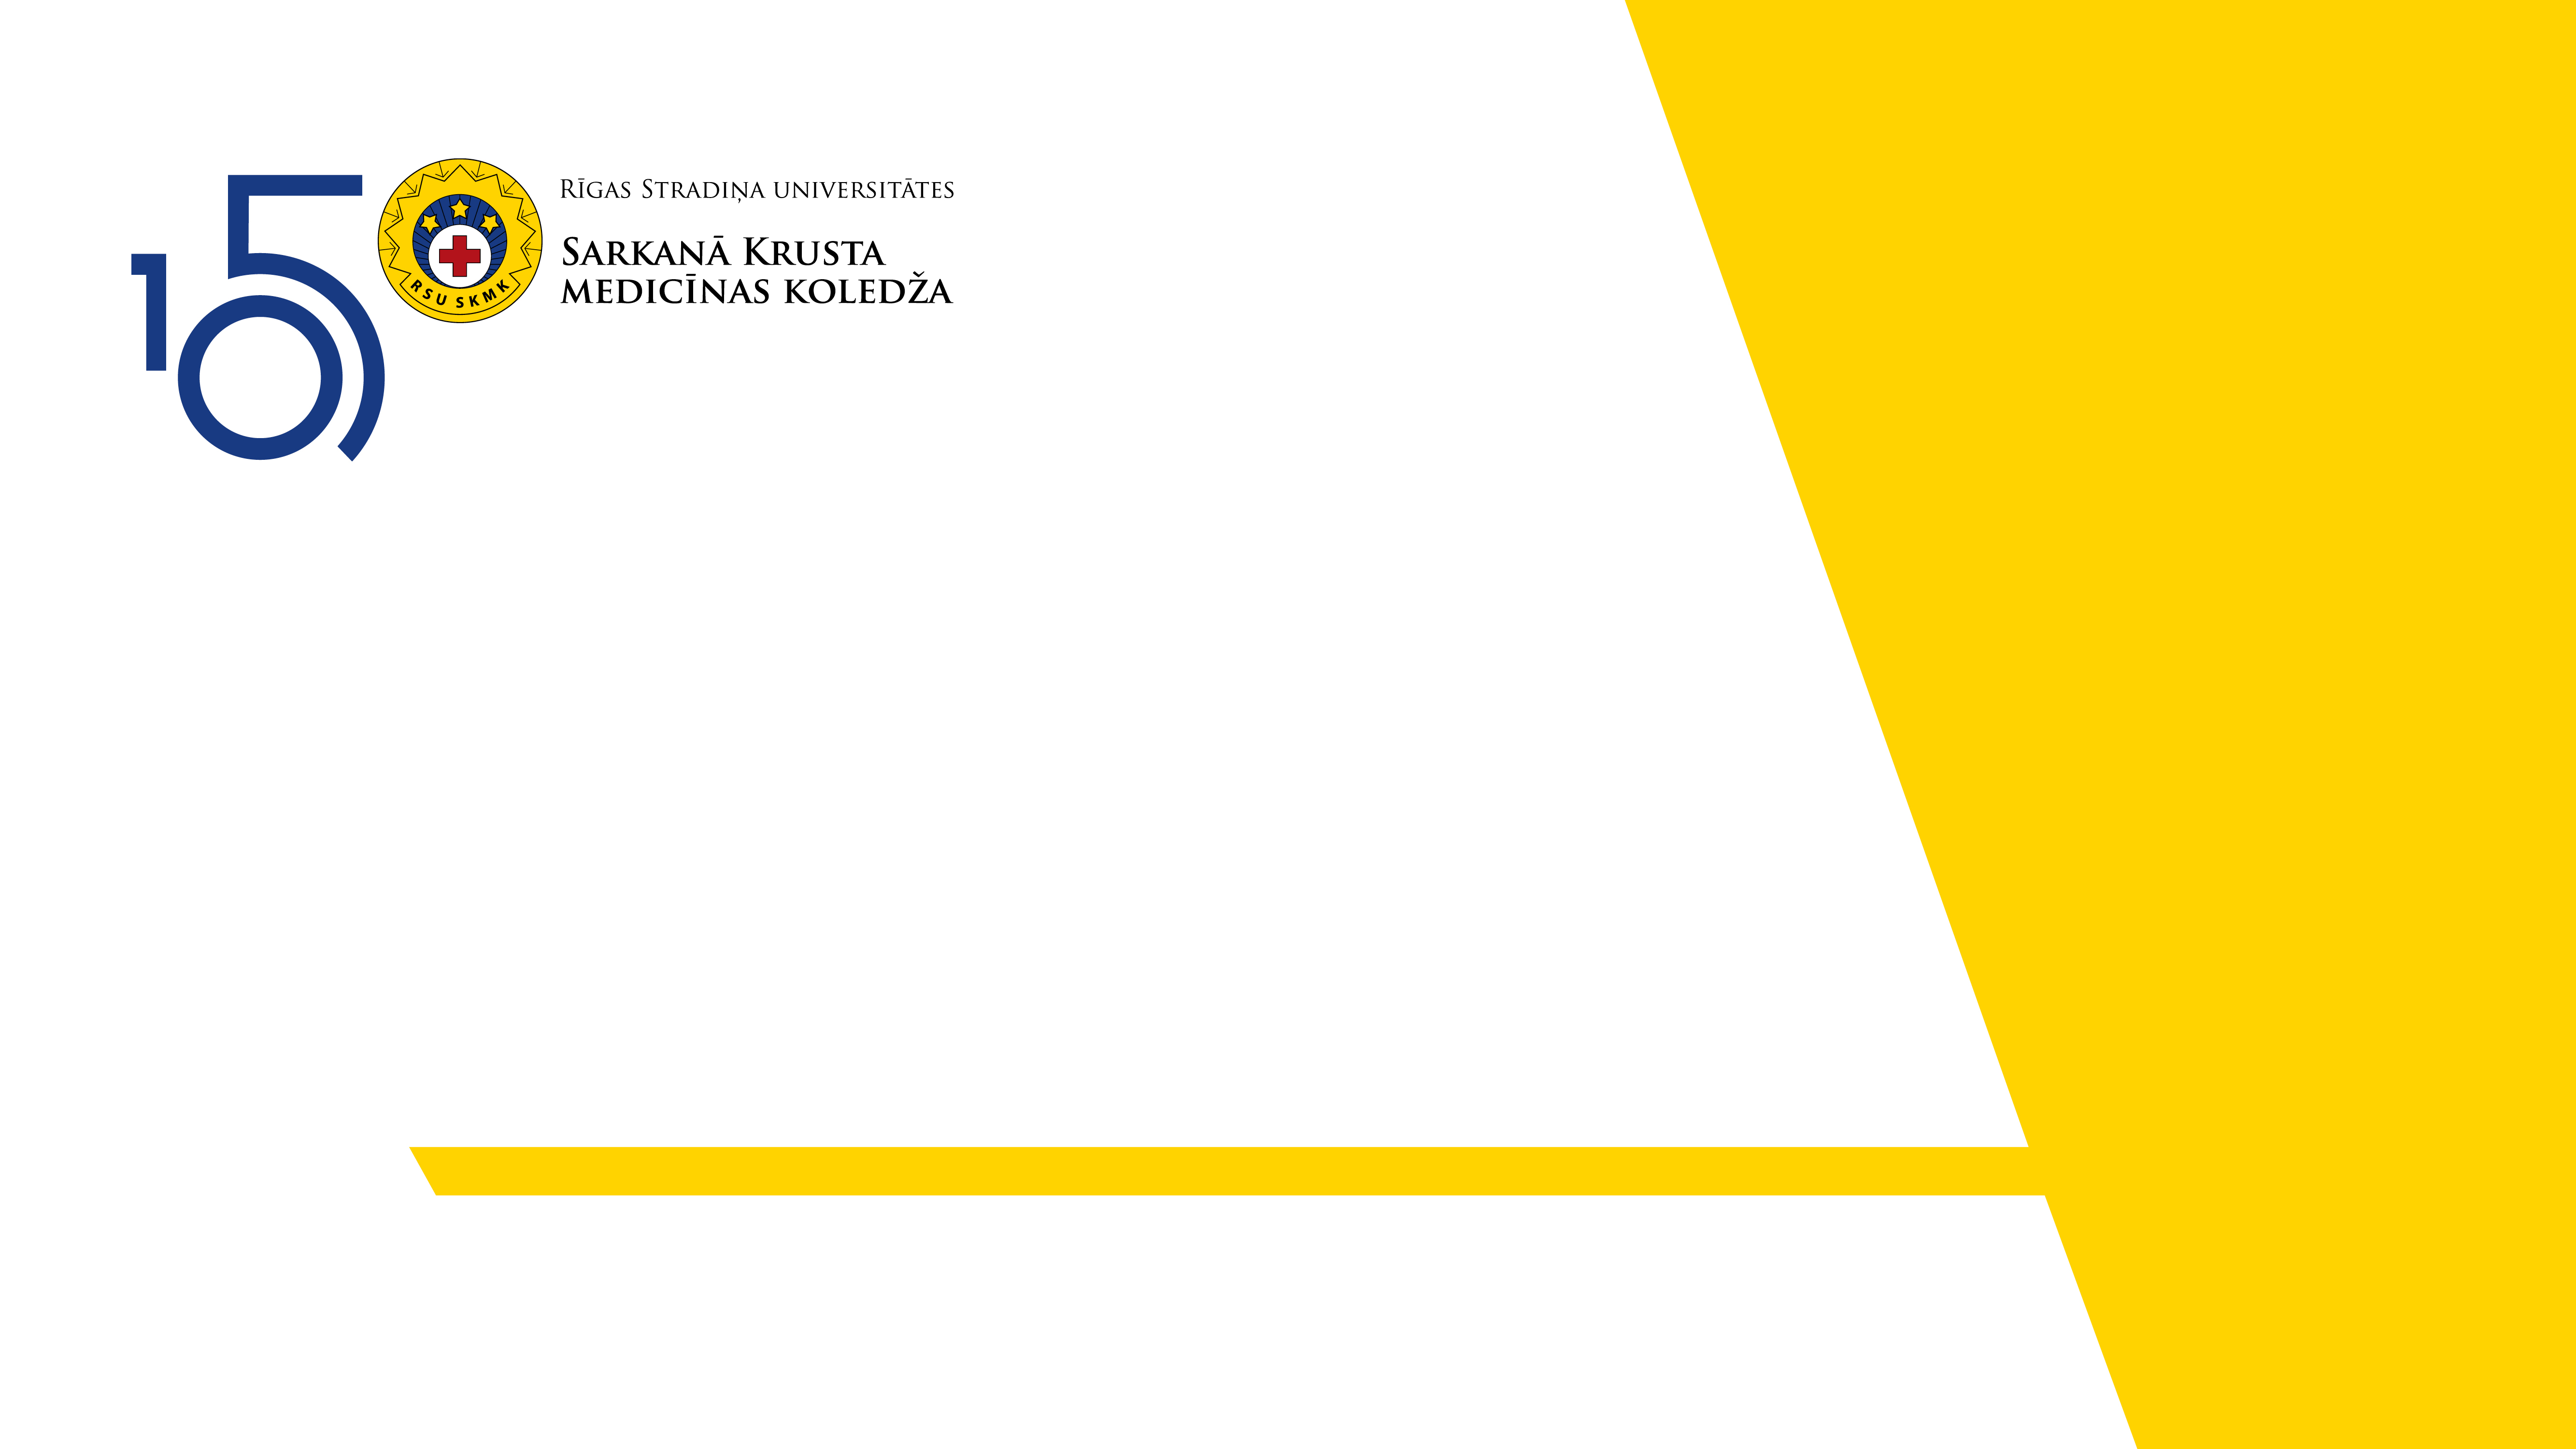 150
RSU SKMK
RĪGAS STRADIŅA UNIVERSITĀTES
SARKANĀ KRUSTA
MEDICĪNAS KOLEDŽA